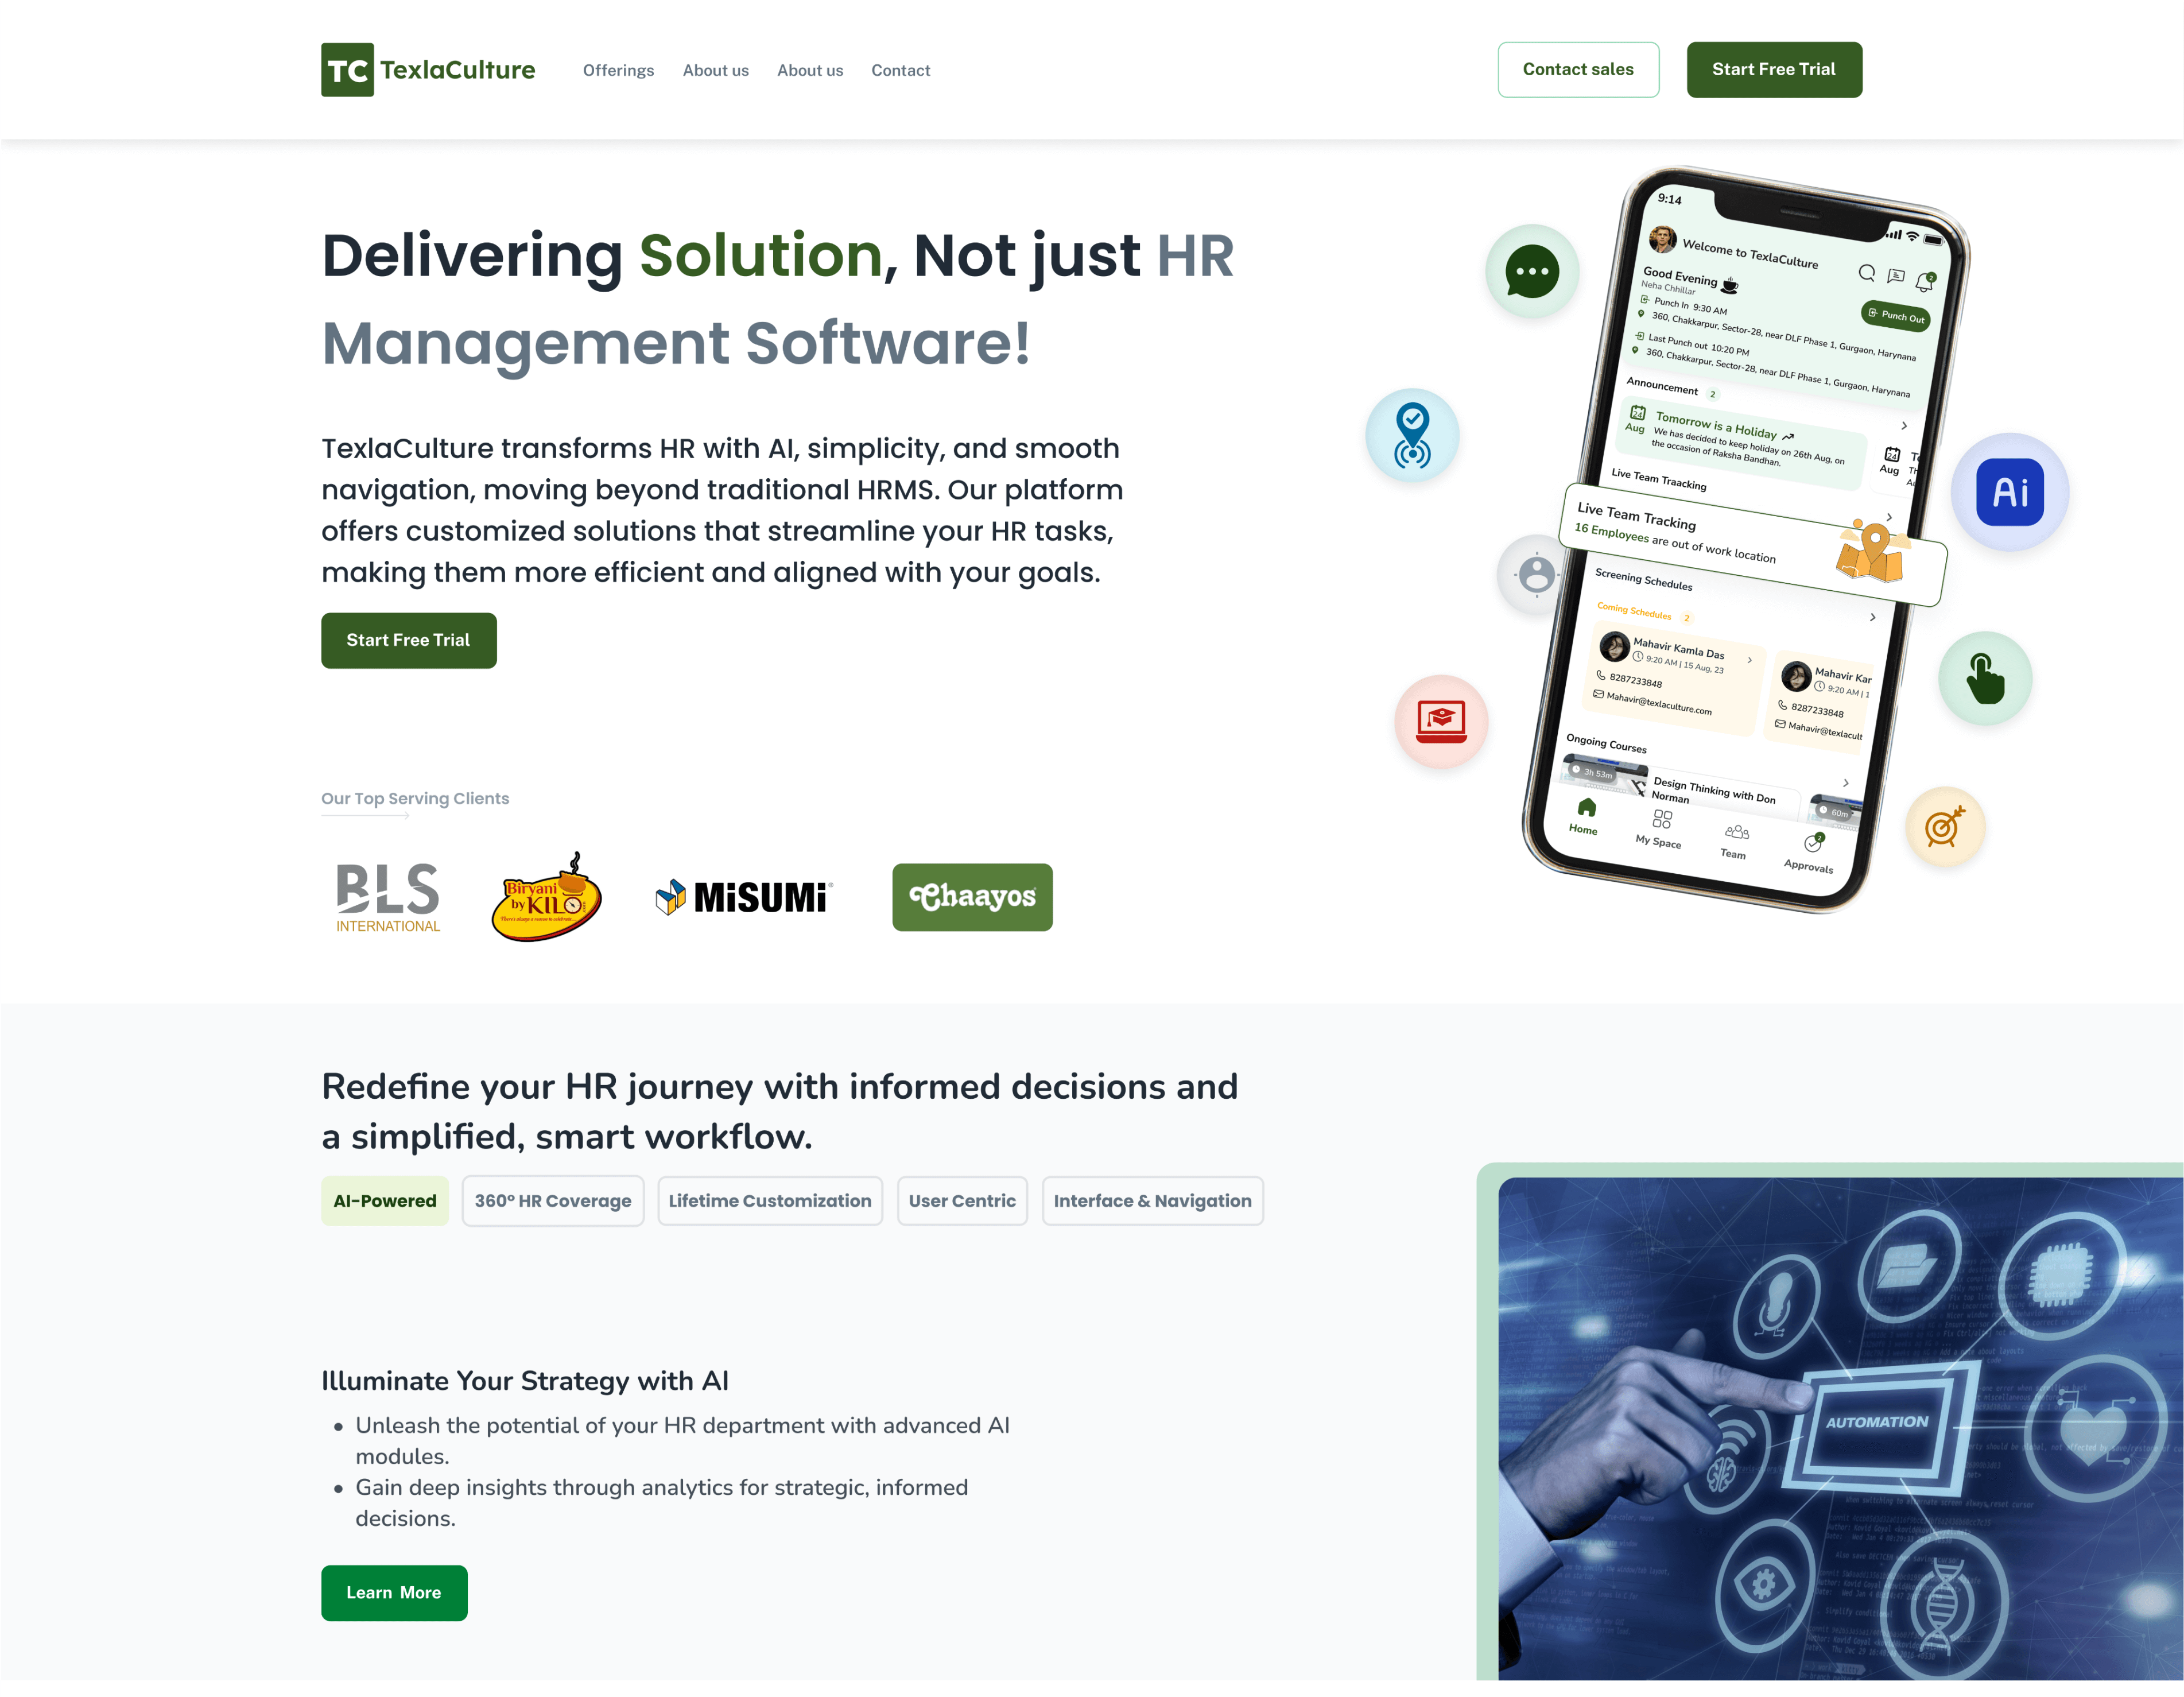 TC TexlaCulture
Offerings
About us
About us
Contact
Contact sales
Start Free Trial
Delivering Solution, Not just HR
Management Software!
TexlaCulture transforms HR with AI, simplicity, and smooth
navigation, moving beyond traditional HRMS. Our platform
offers customized solutions that streamline your HR tasks,
making them more efficient and aligned with your goals.
Start Free Trial
Our Top Serving Clients
BLS
INTERNATIONAL
Biryani
by KILO
MiSUMi
Chaayos
9:14
Welcome to TexlaCulture
2
Good Evening
Neha Chhillar
Punch In 9:30 AM
360, Chakkarpur, Sector-28, near DLF Phase 1, Gurgaon, Harynana
Punch Out
Last Punch out 10:20 PM
360, Chakkarpur, Sector-28, near DLF Phase 1, Gurgaon, Harynana
Announcement 2
24
Aug
Tomorrow is a Holiday
We has decided to keep holiday on 26th Aug, on
the occasion of Raksha Bandhan.
24
Aug
Live Team Traacking
Live Team Tracking
16 Employees are out of work location
Ai
Screening Schedules
Coming Schedules 2
Mahavir Kamla Das
9:20 AM | 15 Aug, 23
8287233848
Mahavir@texlaculture.com
Mahavir Kar
9:20 AM | 1
8287233848
Mahavir@texlacult
Ongoing Courses
3h 53m
Design Thinking with Don
Norman
60m
Home
My Space
Team
Approvals
Redefine your HR journey with informed decisions and
a simplified, smart workflow.
AI-Powered
360° HR Coverage
Lifetime Customization
User Centric
Interface & Navigation
Illuminate Your Strategy with AI
• Unleash the potential of your HR department with advanced AI
modules.
• Gain deep insights through analytics for strategic, informed
decisions.
Learn More
AUTOMATION